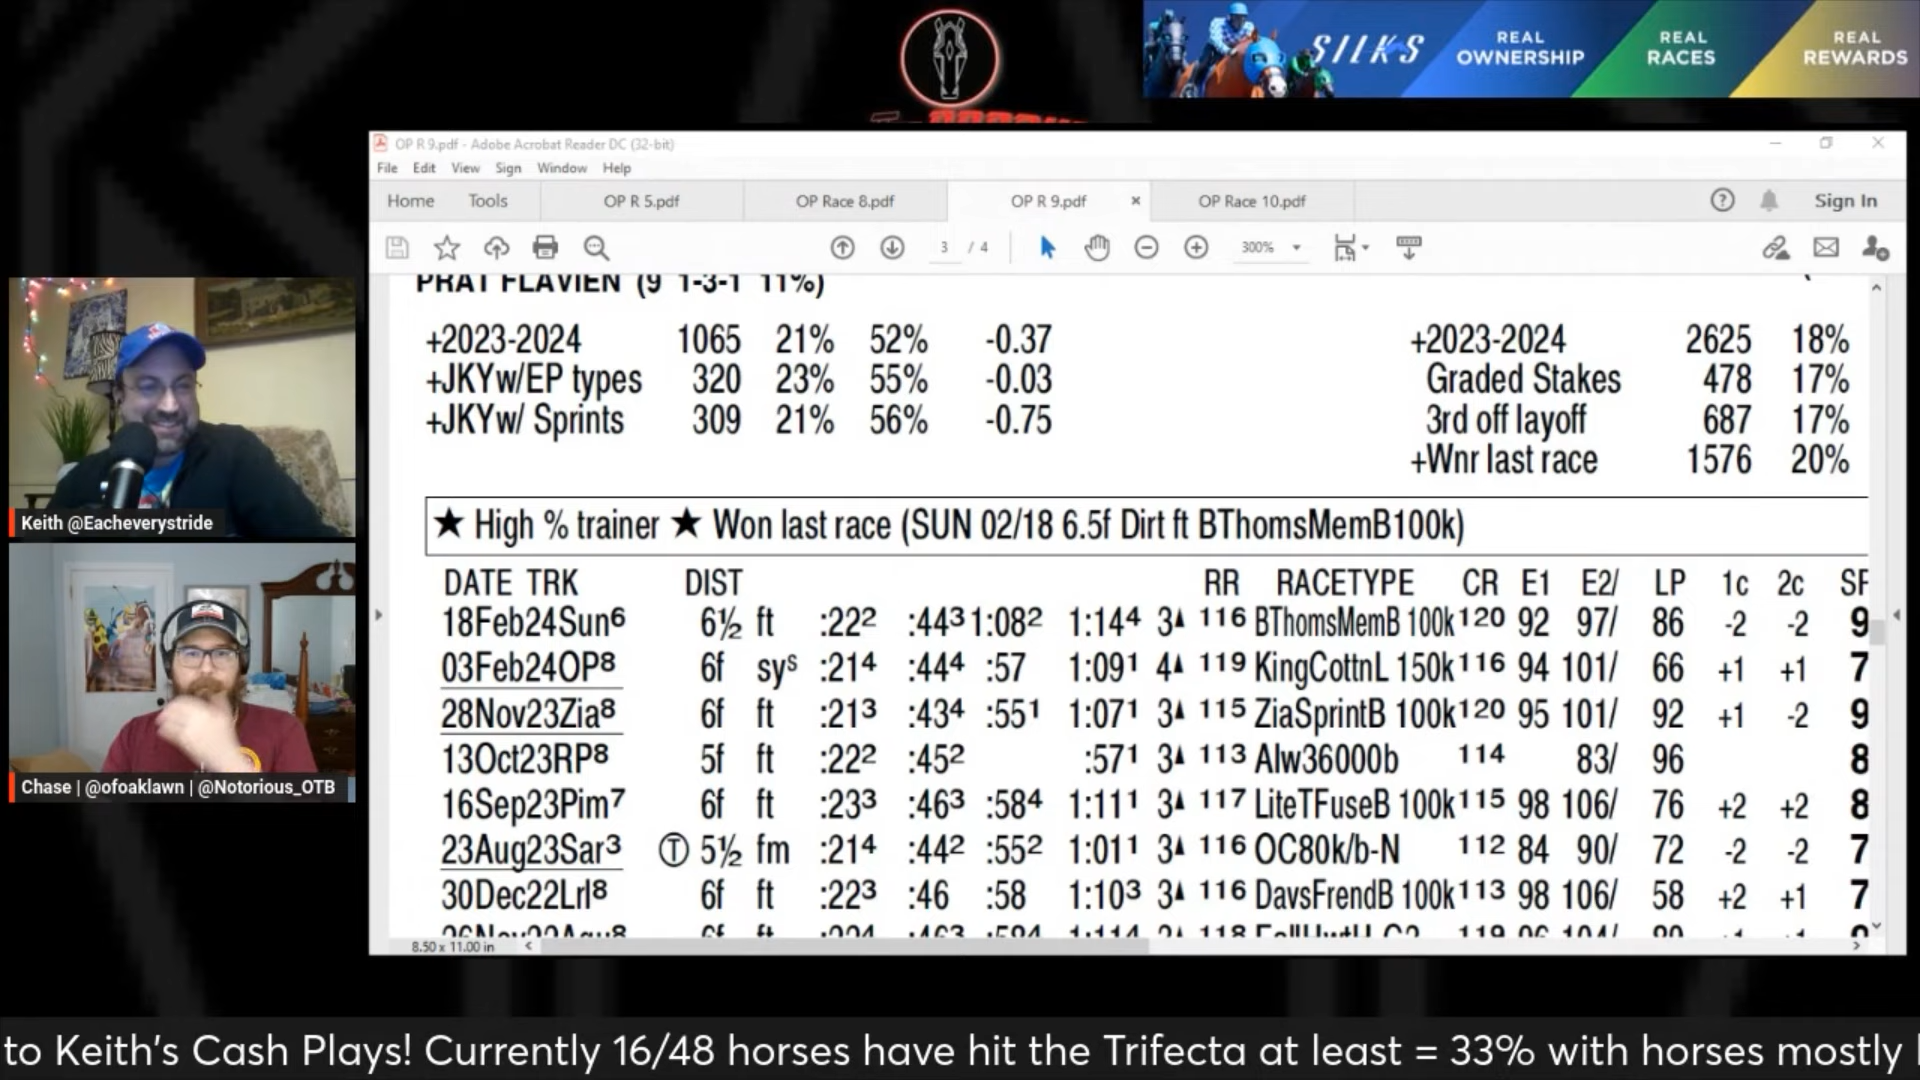 SILKS
REAL OWNERSHIP
REAL RACES
REAL REWARDS
OP R 9.pdf - Adobe Acrobat Reader DC (32-bit)
File Edit View Sign Window Help
Home Tools OP R 5.pdf OP Race 8.pdf OP R 9.pdf × OP Race 10.pdf Sign In
3 / 4 300%
PRAT FLAVIEN (9 1-3-1 11%)
+2023-2024 1065 21% 52% -0.37 +2023-2024 2625 18%
+JKYw/EP types 320 23% 55% -0.03 Graded Stakes 478 17%
+JKYw/ Sprints 309 21% 56% -0.75 3rd off layoff 687 17%
+Wnr last race 1576 20%
★ High % trainer ★ Won last race (SUN 02/18 6.5f Dirt ft BThomsMemB100k)
DATE TRK DIST RR RACETYPE CR E1 E2/ LP 1c 2c
18Feb24Sun⁶ 6½ ft :22² :44³ 1:08² 1:14⁴ 3▲ 116 BThomsMemB 100k 120 92 97/ 86 -2 -2 9
03Feb24OP⁸ 6f syˢ :21⁴ :44⁴ :57 1:09¹ 4▲ 119 KingCottnL 150k 116 94 101/ 66 +1 +1 7
28Nov23Zia⁸ 6f ft :21³ :43⁴ :55¹ 1:07¹ 3▲ 115 ZiaSprintB 100k 120 95 101/ 92 +1 -2 9
13Oct23RP⁸ 5f ft :22² :45² :57¹ 3▲ 113 Alw36000b 114 83/ 96 8
16Sep23Pim⁷ 6f ft :23³ :46³ :58⁴ 1:11¹ 3▲ 117 LiteTFuseB 100k 115 98 106/ 76 +2 +2 8
23Aug23Sar³ Ⓣ 5½ fm :21⁴ :44² :55² 1:01¹ 3▲ 116 OC80k/b-N 112 84 90/ 72 -2 -2 7
30Dec22Lrl⁸ 6f ft :22³ :46 :58 1:10³ 3▲ 116 DavsFrendB 100k 113 98 106/ 58 +2 +1 7
8.50 x 11.00 in
Keith @Eacheverystride
Chase | @ofoaklawn | @Notorious_OTB
to Keith's Cash Plays! Currently 16/48 horses have hit the Trifecta at least = 33% with horses mostly